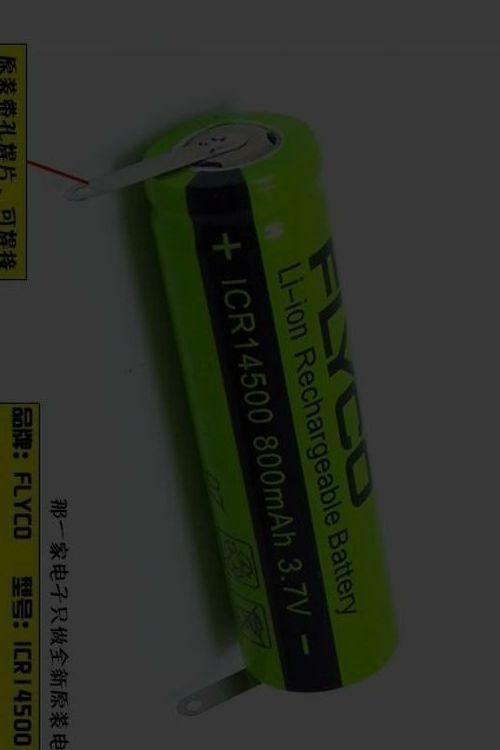 原装带孔焊片、可焊接
FLYCO
Li-ion Rechargeable Battery
+ ICR14500 800mAh 3.7V −
品牌：FLYCO 型号：ICR14500
那一家电子只做全新原装电